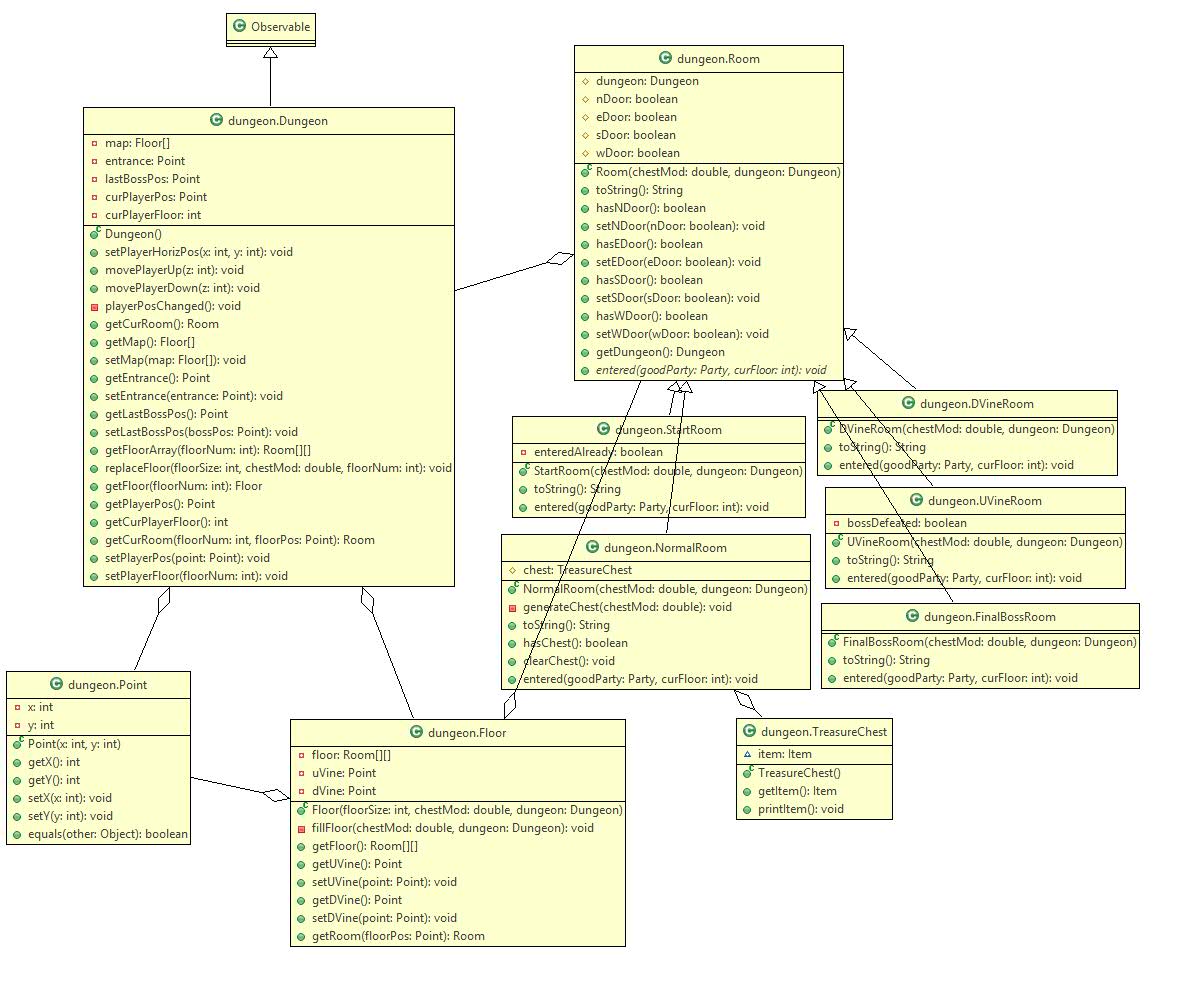 Observable
dungeon.Dungeon
map: Floor[]
entrance: Point
lastBossPos: Point
curPlayerPos: Point
curPlayerFloor: int
Dungeon()
setPlayerHorizPos(x: int, y: int): void
movePlayerUp(z: int): void
movePlayerDown(z: int): void
playerPosChanged(): void
getCurRoom(): Room
getMap(): Floor[]
setMap(map: Floor[]): void
getEntrance(): Point
setEntrance(entrance: Point): void
getLastBossPos(): Point
setLastBossPos(bossPos: Point): void
getFloorArray(floorNum: int): Room[][]
replaceFloor(floorSize: int, chestMod: double, floorNum: int): void
getFloor(floorNum: int): Floor
getPlayerPos(): Point
getCurPlayerFloor(): int
getCurRoom(floorNum: int, floorPos: Point): Room
setPlayerPos(point: Point): void
setPlayerFloor(floorNum: int): void
dungeon.Room
dungeon: Dungeon
nDoor: boolean
eDoor: boolean
sDoor: boolean
wDoor: boolean
Room(chestMod: double, dungeon: Dungeon)
toString(): String
hasNDoor(): boolean
setNDoor(nDoor: boolean): void
hasEDoor(): boolean
setEDoor(eDoor: boolean): void
hasSDoor(): boolean
setSDoor(sDoor: boolean): void
hasWDoor(): boolean
setWDoor(wDoor: boolean): void
getDungeon(): Dungeon
entered(goodParty: Party, curFloor: int): void
dungeon.StartRoom
enteredAlready: boolean
StartRoom(chestMod: double, dungeon: Dungeon)
toString(): String
entered(goodParty: Party, curFloor: int): void
dungeon.DVineRoom
DVineRoom(chestMod: double, dungeon: Dungeon)
toString(): String
entered(goodParty: Party, curFloor: int): void
dungeon.UVineRoom
bossDefeated: boolean
UVineRoom(chestMod: double, dungeon: Dungeon)
toString(): String
entered(goodParty: Party, curFloor: int): void
dungeon.NormalRoom
chest: TreasureChest
NormalRoom(chestMod: double, dungeon: Dungeon)
generateChest(chestMod: double): void
toString(): String
hasChest(): boolean
clearChest(): void
entered(goodParty: Party, curFloor: int): void
dungeon.FinalBossRoom
FinalBossRoom(chestMod: double, dungeon: Dungeon)
toString(): String
entered(goodParty: Party, curFloor: int): void
dungeon.Point
x: int
y: int
Point(x: int, y: int)
getX(): int
getY(): int
setX(x: int): void
setY(y: int): void
equals(other: Object): boolean
dungeon.Floor
floor: Room[][]
uVine: Point
dVine: Point
Floor(floorSize: int, chestMod: double, dungeon: Dungeon)
fillFloor(chestMod: double, dungeon: Dungeon): void
getFloor(): Room[][]
getUVine(): Point
setUVine(point: Point): void
getDVine(): Point
setDVine(point: Point): void
getRoom(floorPos: Point): Room
dungeon.TreasureChest
item: Item
TreasureChest()
getItem(): Item
printItem(): void